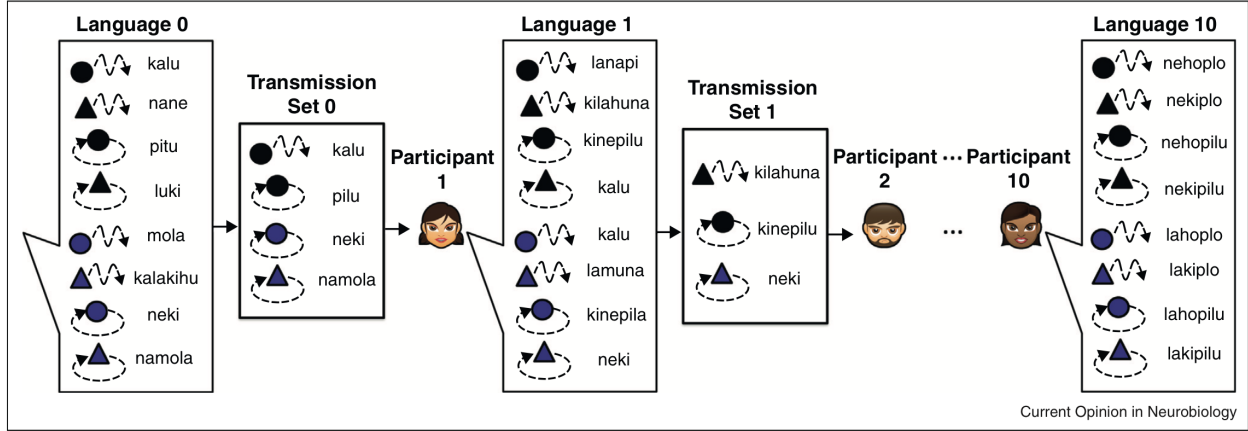 Language 0
kalu
nane
pitu
luki
mola
kalakihu
neki
namola
Transmission
Set 0
kalu
pilu
neki
namola
Participant
1
Language 1
lanapi
kilahuna
kinepilu
kalu
kalu
lamuna
kinepila
neki
Transmission
Set 1
kilahuna
kinepilu
neki
Participant ... Participant
2
10
...
Language 10
nehoplo
nekiplo
nehopilu
nekipilu
lahoplo
lakiplo
lahopilu
lakipilu
Current Opinion in Neurobiology